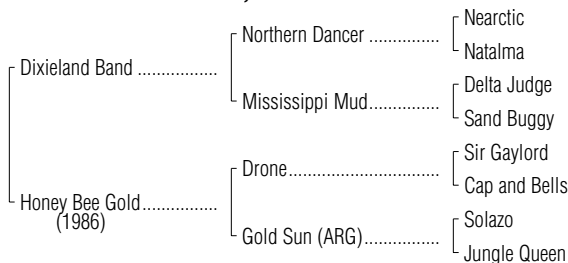 Nearctic
Northern Dancer ...............
Natalma
Dixieland Band .................
Delta Judge
Mississippi Mud...............
Sand Buggy
Sir Gaylord
Drone................................
Cap and Bells
Honey Bee Gold................
(1986)
Solazo
Gold Sun (ARG)................
Jungle Queen